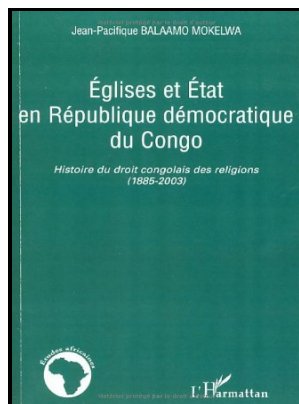 Jean-Pacifique BALAAMO MOKELWA
Églises et État
en République démocratique
du Congo
Histoire du droit congolais des religions
(1885-2003)
Études africaines
L'Harmattan